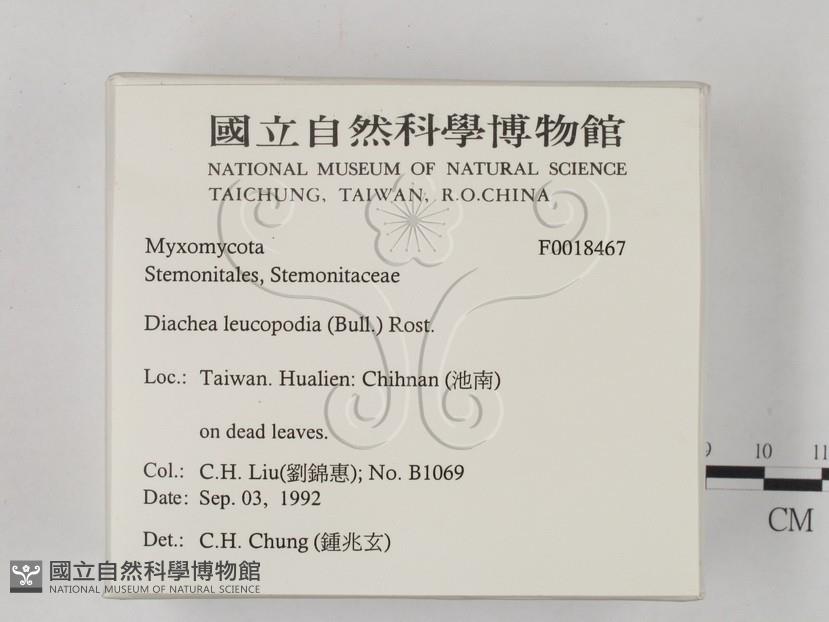 國立自然科學博物館
NATIONAL MUSEUM OF NATURAL SCIENCE
TAICHUNG, TAIWAN, R.O.CHINA
Myxomycota F0018467
Stemonitales, Stemonitaceae
Diachea leucopodia (Bull.) Rost.
Loc.: Taiwan. Hualien: Chihnan (池南)
on dead leaves.
Col.: C.H. Liu(劉錦惠); No. B1069
Date: Sep. 03, 1992
Det.: C.H. Chung (鍾兆玄)
9 10 11
CM
國立自然科學博物館
NATIONAL MUSEUM OF NATURAL SCIENCE